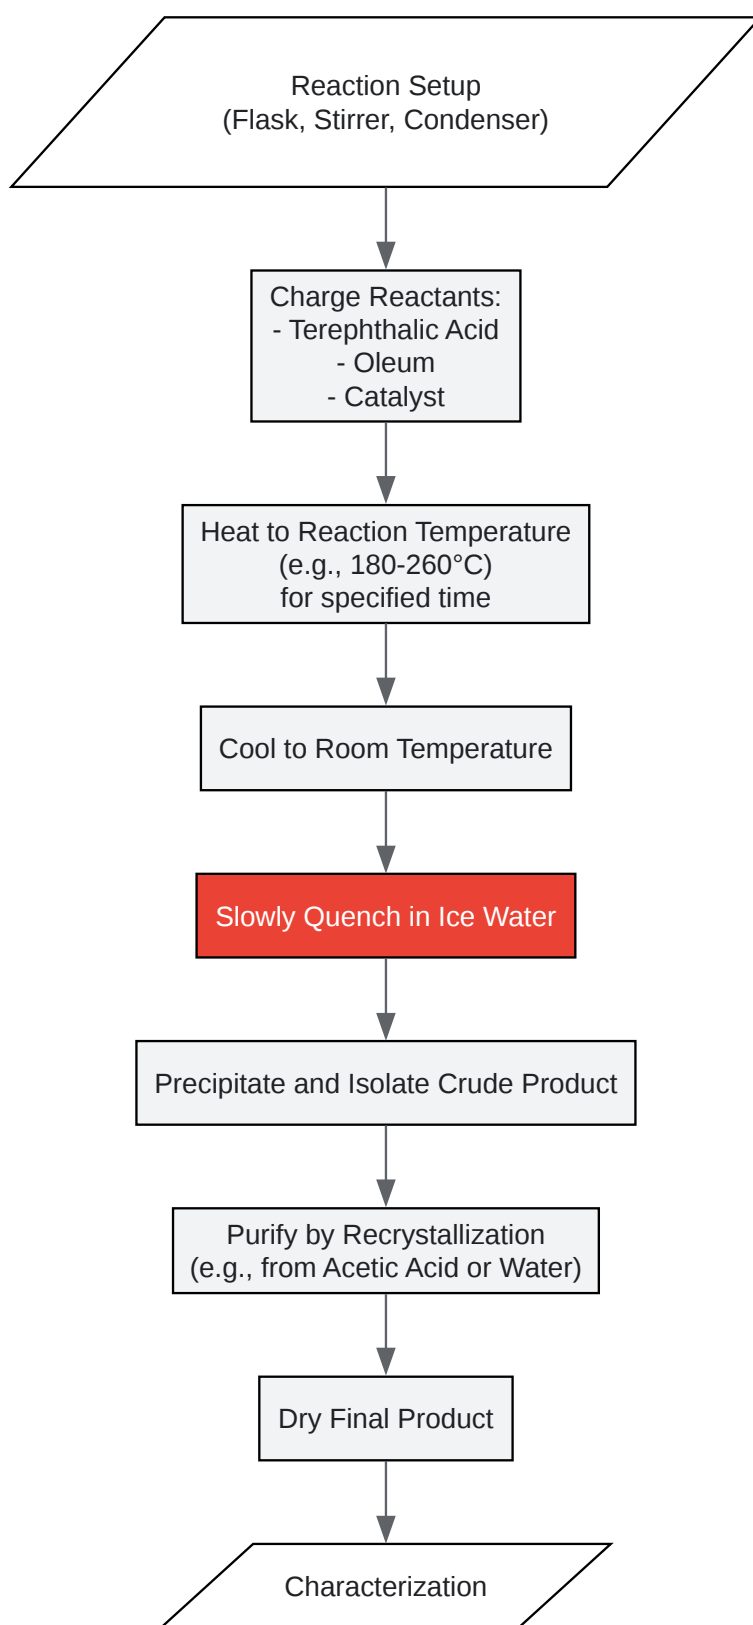 Reaction Setup
(Flask, Stirrer, Condenser)
Charge Reactants:
- Terephthalic Acid
- Oleum
- Catalyst
Heat to Reaction Temperature
(e.g., 180-260°C)
for specified time
Cool to Room Temperature
Slowly Quench in Ice Water
Precipitate and Isolate Crude Product
Purify by Recrystallization
(e.g., from Acetic Acid or Water)
Dry Final Product
Characterization